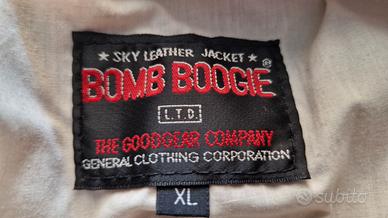 ★ SKY LEATHER JACKET ★
BOMB BOOGIE®
L.T.D.
THE GOODGEAR COMPANY
GENERAL CLOTHING CORPORATION
XL
subito